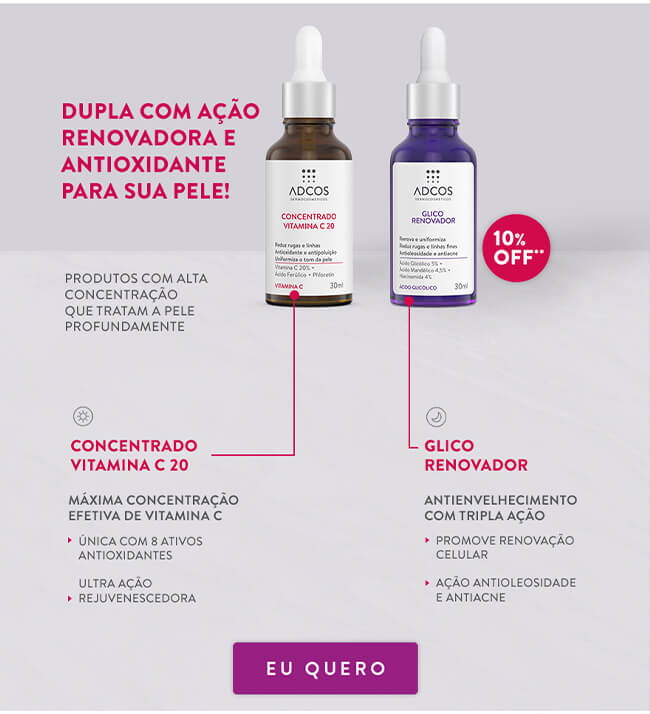 DUPLA COM AÇÃO
RENOVADORA E
ANTIOXIDANTE
PARA SUA PELE!
PRODUTOS COM ALTA
CONCENTRAÇÃO
QUE TRATAM A PELE
PROFUNDAMENTE
ADCOS
DERMOCOSMÉTICOS
CONCENTRADO
VITAMINA C 20
Reduz rugas e linhas
Antioxidante e antipoluição
Uniformiza o tom da pele
Vitamina C 20% •
Ácido Ferúlico • Phloretin
VITAMINA C 30ml
ADCOS
DERMOCOSMÉTICOS
GLICO
RENOVADOR
Renova e uniformiza
Reduz rugas e linhas finas
Antioleosidade e antiacne
Ácido Glicólico 5% •
Ácido Mandélico 4,5% •
Niacinamida 4%
ÁCIDO GLICÓLICO 30ml
10%
OFF**
CONCENTRADO
VITAMINA C 20
MÁXIMA CONCENTRAÇÃO
EFETIVA DE VITAMINA C
ÚNICA COM 8 ATIVOS
ANTIOXIDANTES
ULTRA AÇÃO
REJUVENESCEDORA
GLICO
RENOVADOR
ANTIENVELHECIMENTO
COM TRIPLA AÇÃO
PROMOVE RENOVAÇÃO
CELULAR
AÇÃO ANTIOLEOSIDADE
E ANTIACNE
EU QUERO